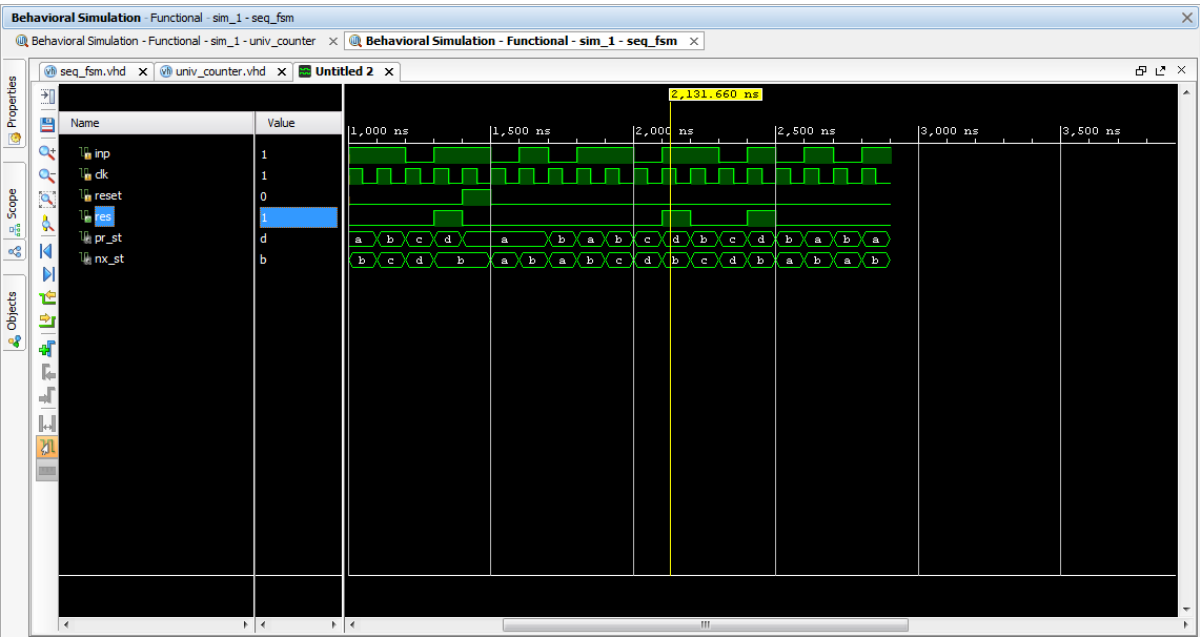 Behavioral Simulation - Functional - sim_1 - seq_fsm
Behavioral Simulation - Functional - sim_1 - univ_counter
Behavioral Simulation - Functional - sim_1 - seq_fsm
seq_fsm.vhd univ_counter.vhd Untitled 2
Properties
Scope
Objects
2,131.660 ns
Name Value
1,000 ns 1,500 ns 2,000 ns 2,500 ns 3,000 ns 3,500 ns
inp 1
clk 1
reset 0
res 1
pr_st d a b c d a b a b c d b c d b a b a
nx_st b b c d b a b a b c d b c d b a b a b